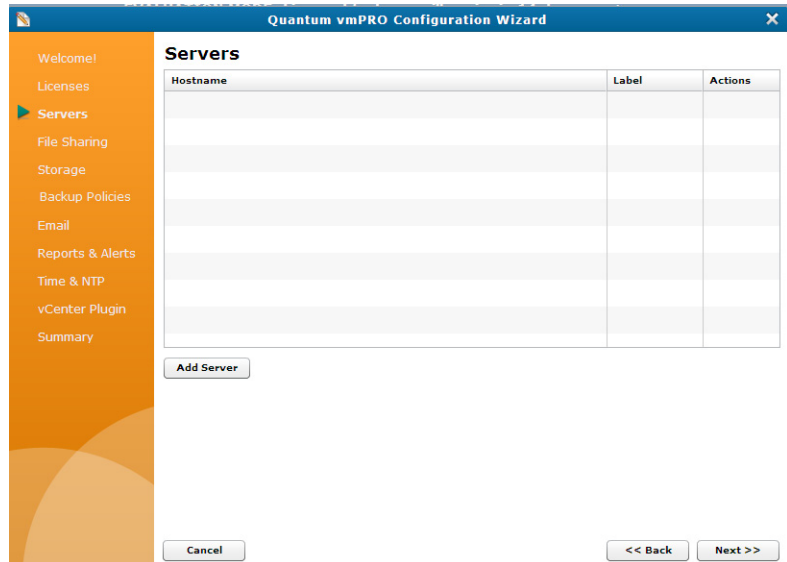 Quantum vmPRO Configuration Wizard
Welcome!
Licenses
Servers
File Sharing
Storage
Backup Policies
Email
Reports & Alerts
Time & NTP
vCenter Plugin
Summary
Servers
Hostname Label Actions
Add Server
Cancel << Back Next >>